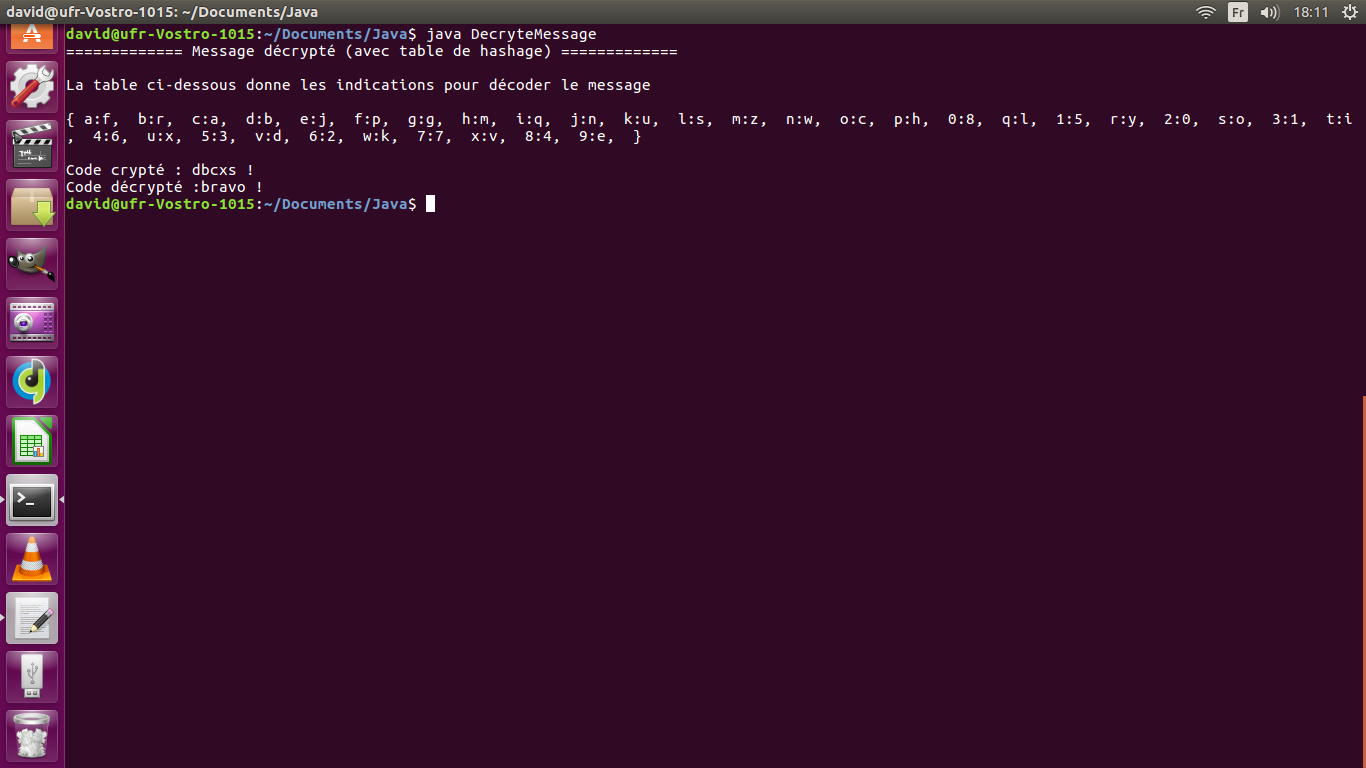 david@ufr-Vostro-1015: ~/Documents/Java
Fr
18:11
david@ufr-Vostro-1015:~/Documents/Java$ java DecryteMessage
============= Message décrypté (avec table de hashage) =============
La table ci-dessous donne les indications pour décoder le message
{ a:f,  b:r,  c:a,  d:b,  e:j,  f:p,  g:g,  h:m,  i:q,  j:n,  k:u,  l:s,  m:z,  n:w,  o:c,  p:h,  0:8,  q:l,  1:5,  r:y,  2:0,  s:o,  3:1,  t:i
,  4:6,  u:x,  5:3,  v:d,  6:2,  w:k,  7:7,  x:v,  8:4,  9:e,  }
Code crypté : dbcxs !
Code décrypté :bravo !
david@ufr-Vostro-1015:~/Documents/Java$